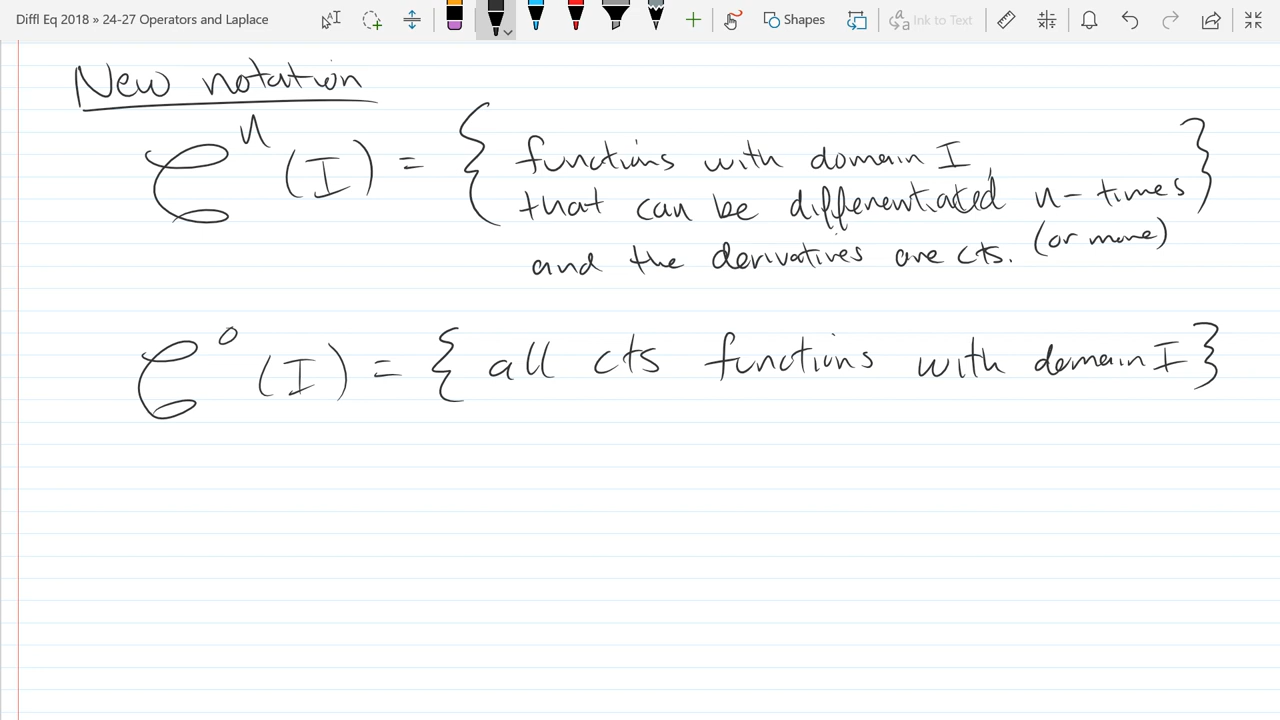 Diffl Eq 2018 » 24-27 Operators and Laplace
Shapes
Ink to Text
New notation
C^n (I) = { functions with domain I,
that can be differentiated n-times }
and the derivatives are cts. (or more)
C^0 (I) = { all cts functions with domain I }